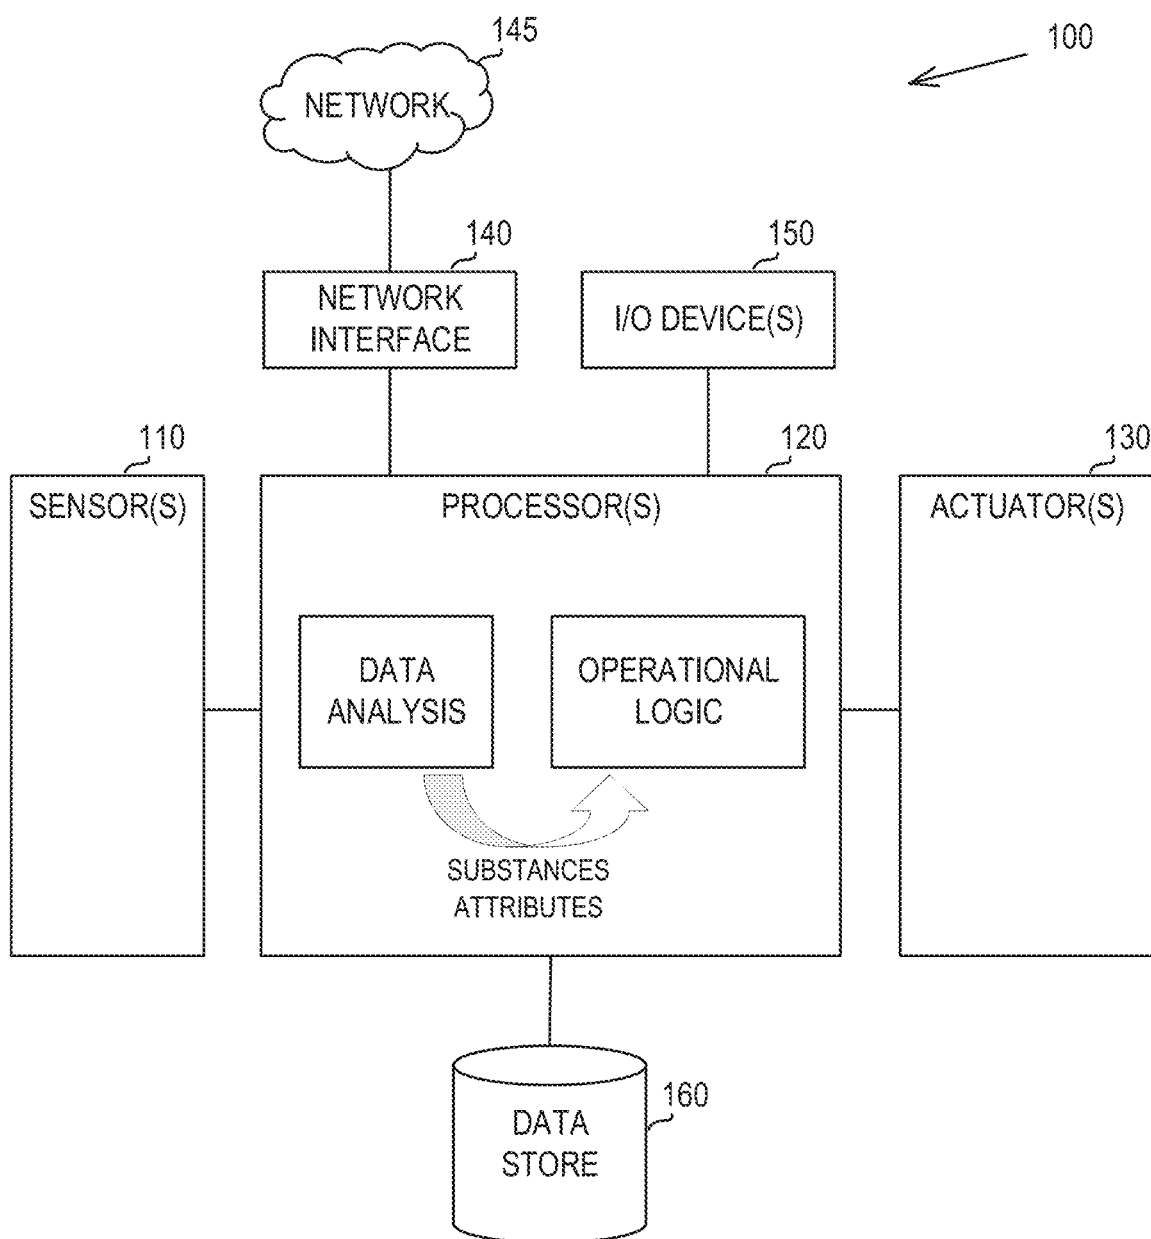 145
100
NETWORK
140
150
NETWORK
INTERFACE
I/O DEVICE(S)
110
120
130
SENSOR(S)
PROCESSOR(S)
ACTUATOR(S)
DATA
ANALYSIS
OPERATIONAL
LOGIC
SUBSTANCES
ATTRIBUTES
160
DATA
STORE